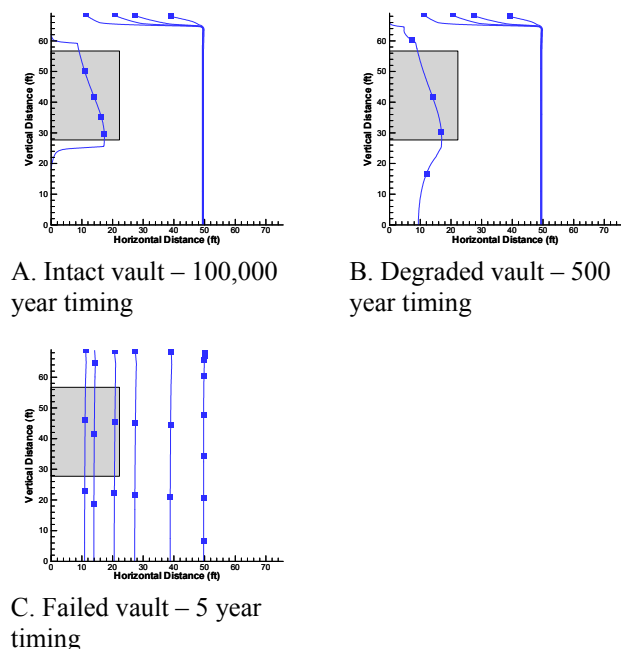 60
50
40
30
20
10
0
Vertical Distance (ft)
0 10 20 30 40 50 60 70
Horizontal Distance (ft)
A. Intact vault – 100,000
year timing
60
50
40
30
20
10
0
Vertical Distance (ft)
0 10 20 30 40 50 60 70
Horizontal Distance (ft)
B. Degraded vault – 500
year timing
60
50
40
30
20
10
0
Vertical Distance (ft)
0 10 20 30 40 50 60 70
Horizontal Distance (ft)
C. Failed vault – 5 year
timing